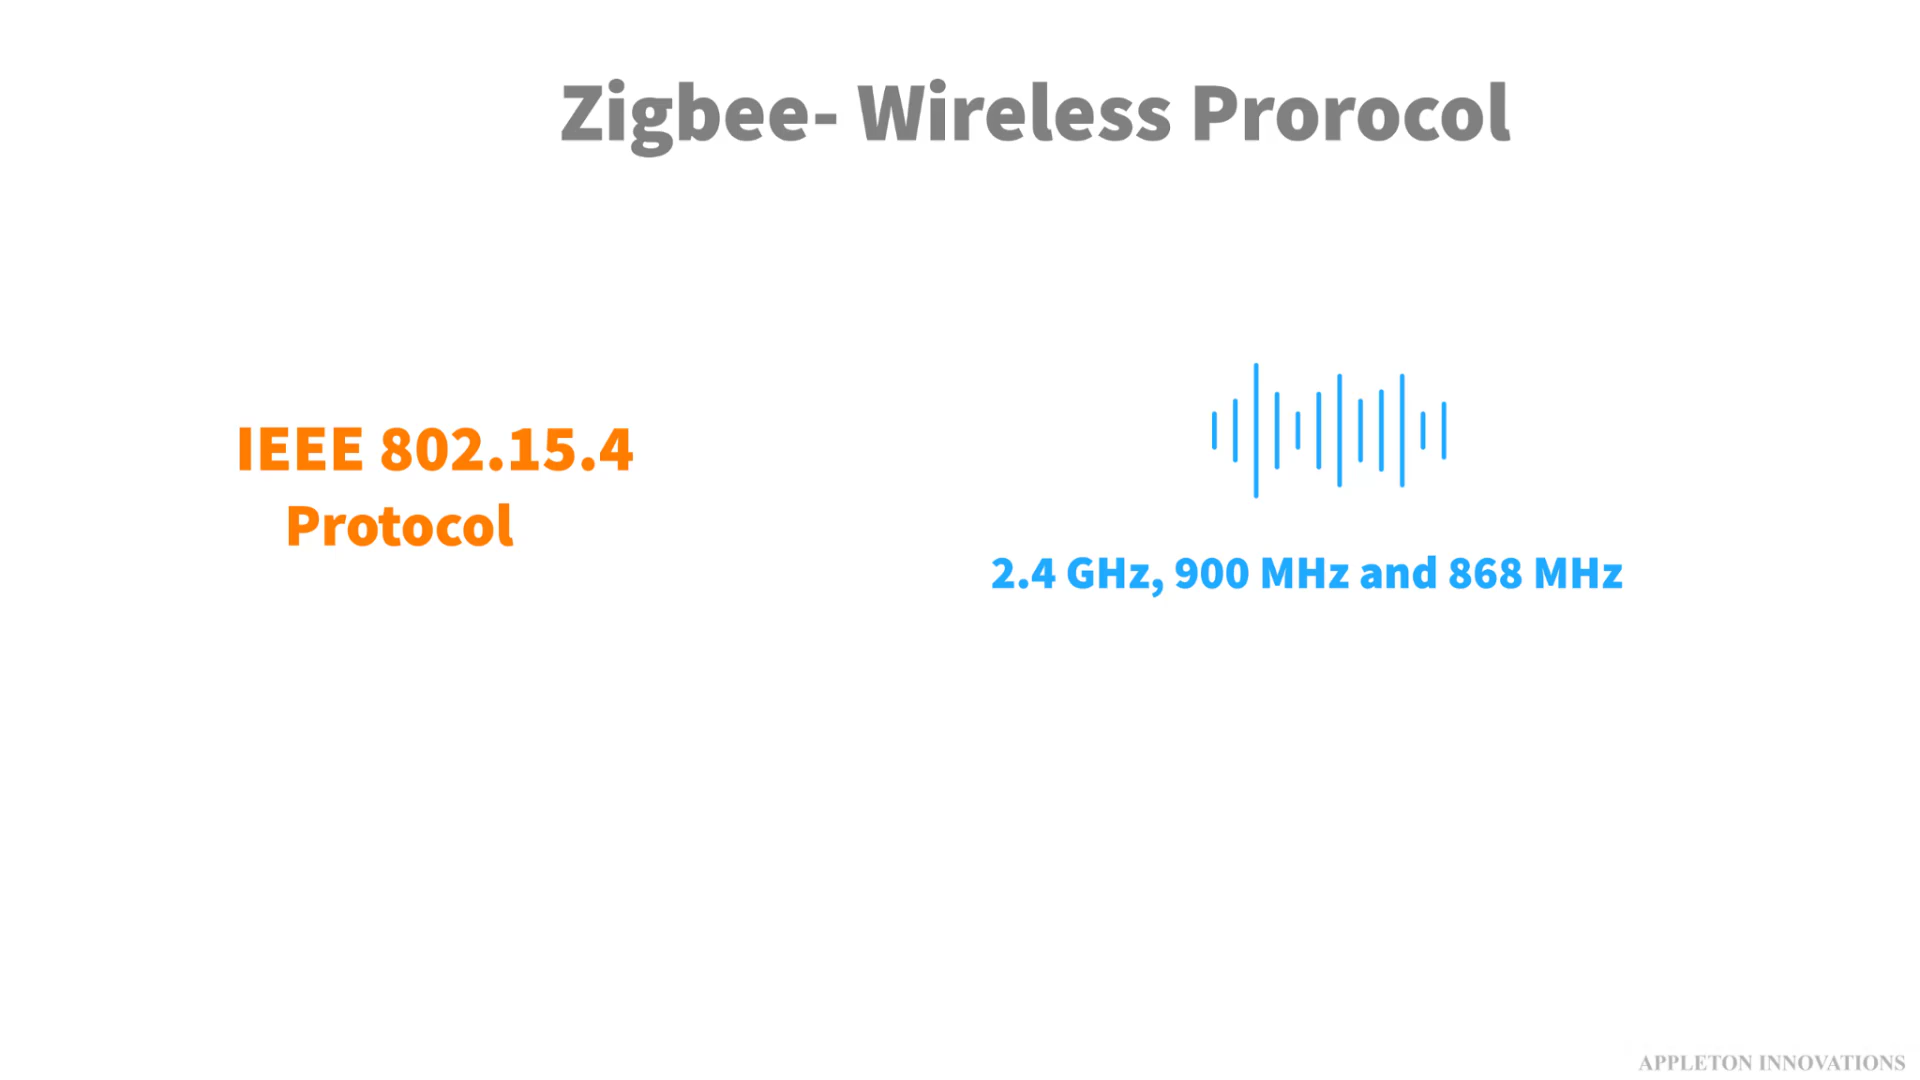 Zigbee- Wireless Prorocol
IEEE 802.15.4
Protocol
2.4 GHz, 900 MHz and 868 MHz
APPLETON INNOVATIONS